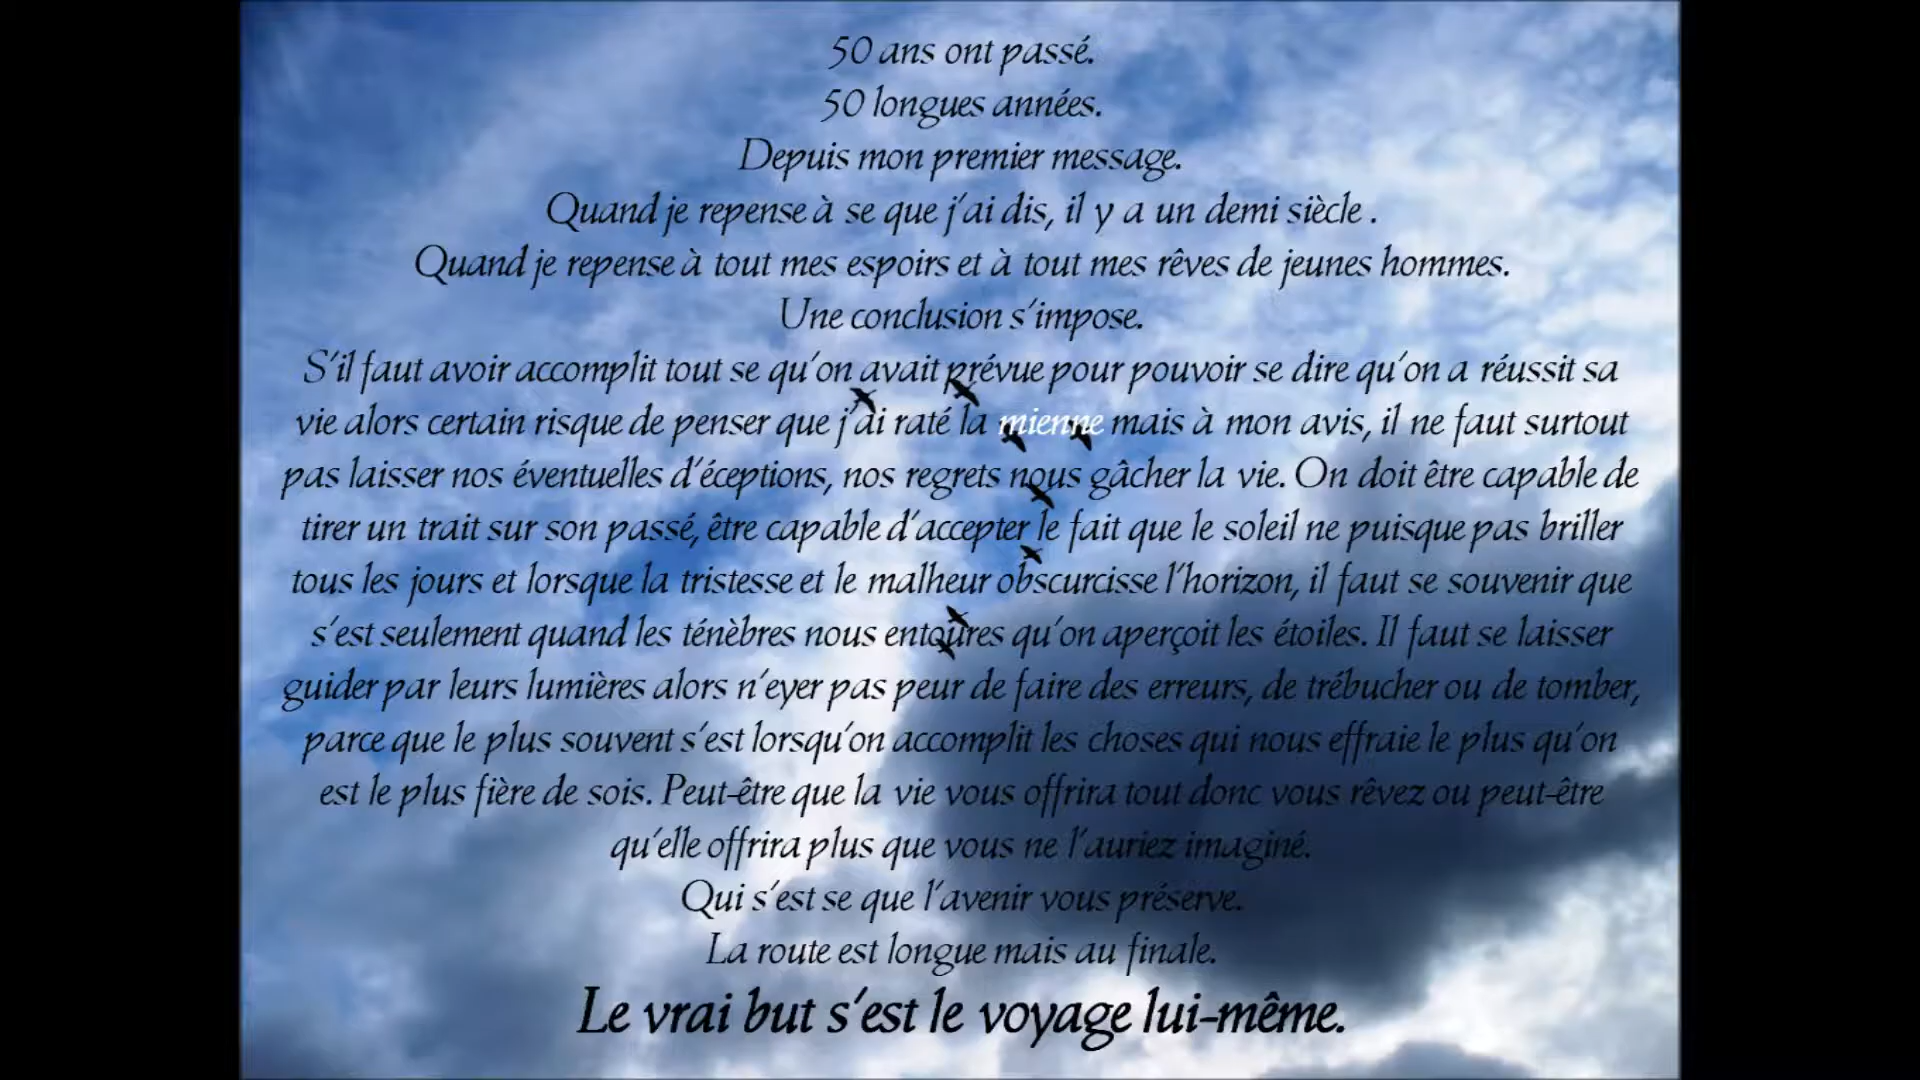 50 ans ont passé.
50 longues années.
Depuis mon premier message.
Quand je repense à se que j'ai dis, il y a un demi siècle .
Quand je repense à tout mes espoirs et à tout mes rêves de jeunes hommes.
Une conclusion s'impose.
S'il faut avoir accomplit tout se qu'on avait prévue pour pouvoir se dire qu'on a réussit sa
vie alors certain risque de penser que j'ai raté la mienne mais à mon avis, il ne faut surtout
pas laisser nos éventuelles d'éceptions, nos regrets nous gâcher la vie. On doit être capable de
tirer un trait sur son passé, être capable d'accepter le fait que le soleil ne puisque pas briller
tous les jours et lorsque la tristesse et le malheur obscurcisse l'horizon, il faut se souvenir que
s'est seulement quand les ténèbres nous entoures qu'on aperçoit les étoiles. Il faut se laisser
guider par leurs lumières alors n'eyer pas peur de faire des erreurs, de trébucher ou de tomber,
parce que le plus souvent s'est lorsqu'on accomplit les choses qui nous effraie le plus qu'on
est le plus fière de sois. Peut-être que la vie vous offrira tout donc vous rêvez ou peut-être
qu'elle offrira plus que vous ne l'auriez imaginé.
Qui s'est se que l'avenir vous préserve.
La route est longue mais au finale.
Le vrai but s'est le voyage lui-même.